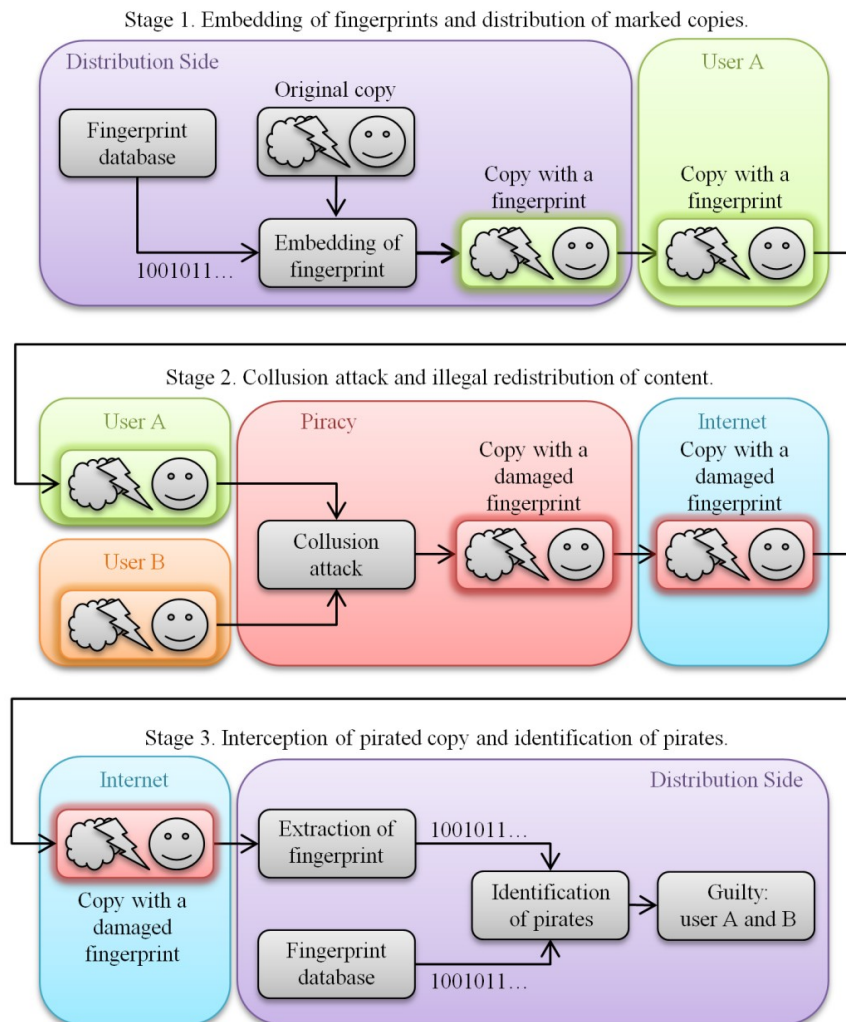 Stage 1. Embedding of fingerprints and distribution of marked copies.
Distribution Side
User A
Original copy
Fingerprint
database
Copy with a
fingerprint
Copy with a
fingerprint
Embedding of
fingerprint
1001011...
Stage 2. Collusion attack and illegal redistribution of content.
User A
Piracy
Internet
Copy with a
damaged
fingerprint
Copy with a
damaged
fingerprint
Collusion
attack
User B
Stage 3. Interception of pirated copy and identification of pirates.
Internet
Distribution Side
Extraction of
fingerprint
1001011...
Copy with a
damaged
fingerprint
Identification
of pirates
Guilty:
user A and B
Fingerprint
database
1001011...